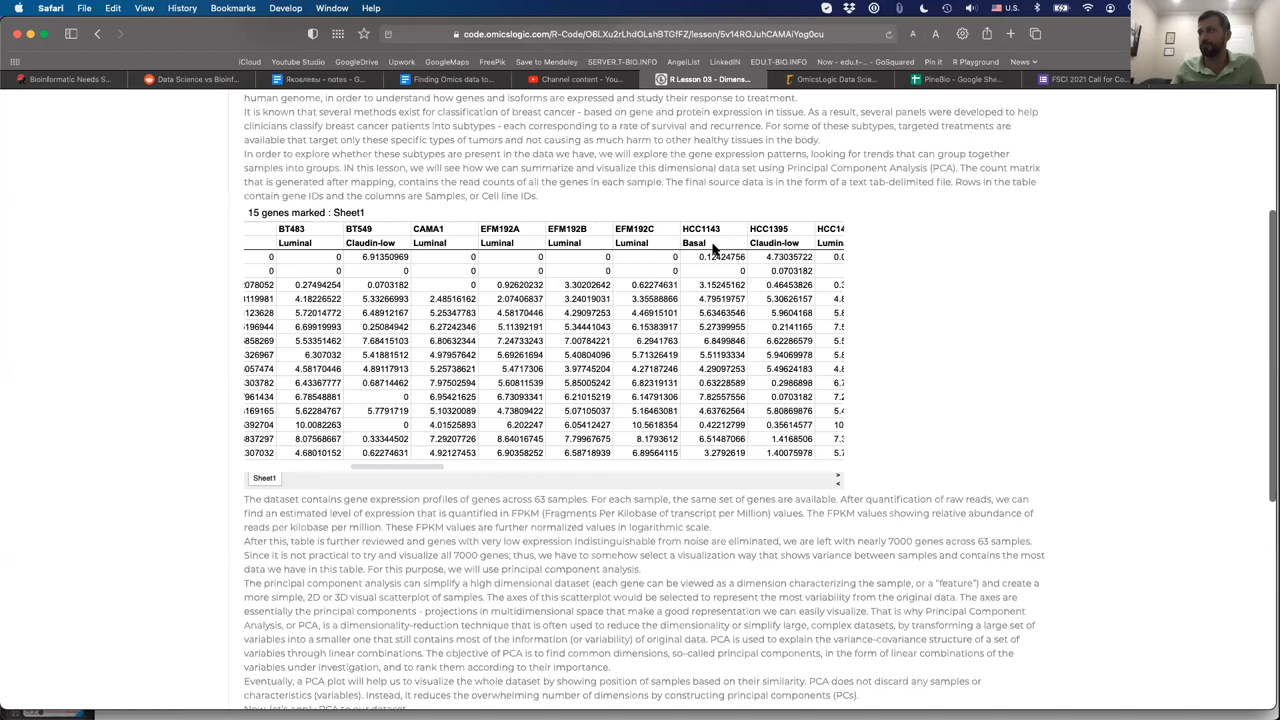 Safari File Edit View History Bookmarks Develop Window Help U.S.
code.omicslogic.com/R-Code/O6LXu2rLhdOLshBTGfFZ/lesson/5v14ROJuhCAMAiYog0cu
iCloud Youtube Studio GoogleDrive Upwork GoogleMaps FreePik Save to Mendeley SERVER.T-BIO.INFO AngelList LinkedIN EDU.T-BIO.INFO Now - edu.t-... - GoSquared Pin It R Playground News
Bioinformatic Needs S... Data Science vs Bioinf... Яковлевы - notes - G... Finding Omics data to... Channel content - You... R Lesson 03 - Dimens... OmicsLogic Data Scie... PineBio - Google She... FSCI 2021 Call for Co...
human genome, in order to understand how genes and isoforms are expressed and study their response to treatment.
It is known that several methods exist for classification of breast cancer - based on gene and protein expression in tissue. As a result, several panels were developed to help
clinicians classify breast cancer patients into subtypes - each corresponding to a rate of survival and recurrence. For some of these subtypes, targeted treatments are
available that target only these specific types of tumors and not causing as much harm to other healthy tissues in the body.
In order to explore whether these subtypes are present in the data we have, we will explore the gene expression patterns, looking for trends that can group together
samples into groups. IN this lesson, we will see how we can summarize and visualize this dimensional data set using Principal Component Analysis (PCA). The count matrix
that is generated after mapping, contains the read counts of all the genes in each sample. The final source data is in the form of a text tab-delimited file. Rows in the table
contain gene IDs and the columns are Samples, or Cell line IDs.
15 genes marked : Sheet1
BT483 BT549 CAMA1 EFM192A EFM192B EFM192C HCC1143 HCC1395 HCC14
Luminal Claudin-low Luminal Luminal Luminal Luminal Basal Claudin-low Lumin
0 0 6.91350969 0 0 0 0 0.12424756 4.73035722 0.0
0 0 0 0 0 0 0 0 0.0703182
078052 0.27494254 0.0703182 0 0.92620232 3.30202642 0.62274631 3.15245162 0.46453826 0.3
119981 4.18226522 5.33266993 2.48516162 2.07406837 3.24019031 3.35588866 4.79519757 5.30626157 4.8
123628 5.72014772 6.48912167 5.25347783 4.58170446 4.29097253 4.46915101 5.63463546 5.9604168 5.8
196944 6.69919993 0.25084942 6.27242346 5.11392191 5.34441043 6.15383917 5.27399955 0.2141165 7.5
858269 5.53351462 7.68415103 6.80632344 7.24733243 7.00784221 6.2941763 6.8499846 6.62286579
326967 6.307032 5.41881512 4.97957642 5.69261694 5.40804096 5.71326419 5.51193334 5.94069978
057474 4.58170446 4.89117913 5.25738621 5.4717306 3.97745204 4.27187246 4.29097253 5.49624183
303782 6.43367777 0.68714462 7.97502594 5.60811539 5.85005242 6.82319131 0.63228589 0.2986898
961434 6.78548881 0 6.95421625 6.73093341 6.21015219 6.14791306 7.82557556 0.0703182
169165 5.62284767 5.7791719 5.10320089 4.73809422 5.07105037 5.16463081 4.63762564 5.80869876
392704 10.0082263 0 4.01525893 6.202247 6.05412427 10.5618354 0.42212799 0.35614577 10
837297 8.07568667 0.33344502 7.29207726 8.64016745 7.79967675 8.1793612 6.51487066 1.4168506
307032 4.68010152 0.62274631 4.92127453 6.90358252 6.58718939 6.89564115 3.2792619 1.40075978
Sheet1
The dataset contains gene expression profiles of genes across 63 samples. For each sample, the same set of genes are available. After quantification of raw reads, we can
find an estimated level of expression that is quantified in FPKM (Fragments Per Kilobase of transcript per Million) values. The FPKM values showing relative abundance of
reads per kilobase per million. These FPKM values are further normalized values in logarithmic scale.
After this, table is further reviewed and genes with very low expression indistinguishable from noise are eliminated, we are left with nearly 7000 genes across 63 samples.
Since it is not practical to try and visualize all 7000 genes; thus, we have to somehow select a visualization way that shows variance between samples and contains the most
data we have in this table. For this purpose, we will use principal component analysis.
The principal component analysis can simplify a high dimensional dataset (each gene can be viewed as a dimension characterizing the sample, or a "feature") and create a
more simple, 2D or 3D visual scatterplot of samples. The axes of this scatterplot would be selected to represent the most variability from the original data. The axes are
essentially the principal components - projections in multidimensional space that make a good representation we can easily visualize. That is why Principal Component
Analysis, or PCA, is a dimensionality-reduction technique that is often used to reduce the dimensionality or simplify large, complex datasets, by transforming a large set of
variables into a smaller one that still contains most of the information (or variability) of original data. PCA is used to explain the variance-covariance structure of a set of
variables through linear combinations. The objective of PCA is to find common dimensions, so–called principal components, in the form of linear combinations of the
variables under investigation, and to rank them according to their importance.
Eventually, a PCA plot will help us to visualize the whole dataset by showing position of samples based on their similarity. PCA does not discard any samples or
characteristics (variables). Instead, it reduces the overwhelming number of dimensions by constructing principal components (PCs).
Now, let's apply PCA to our dataset